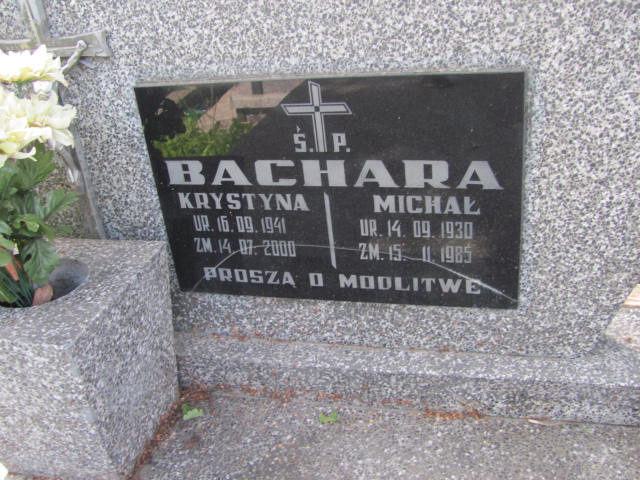 Ś. P.
BACHARA
KRYSTYNA
UR. 16.09.1941
ZM. 14.07.2000
MICHAŁ
UR. 14.09.1930
ZM. 15.11.1985
PROSZĄ O MODLITWĘ